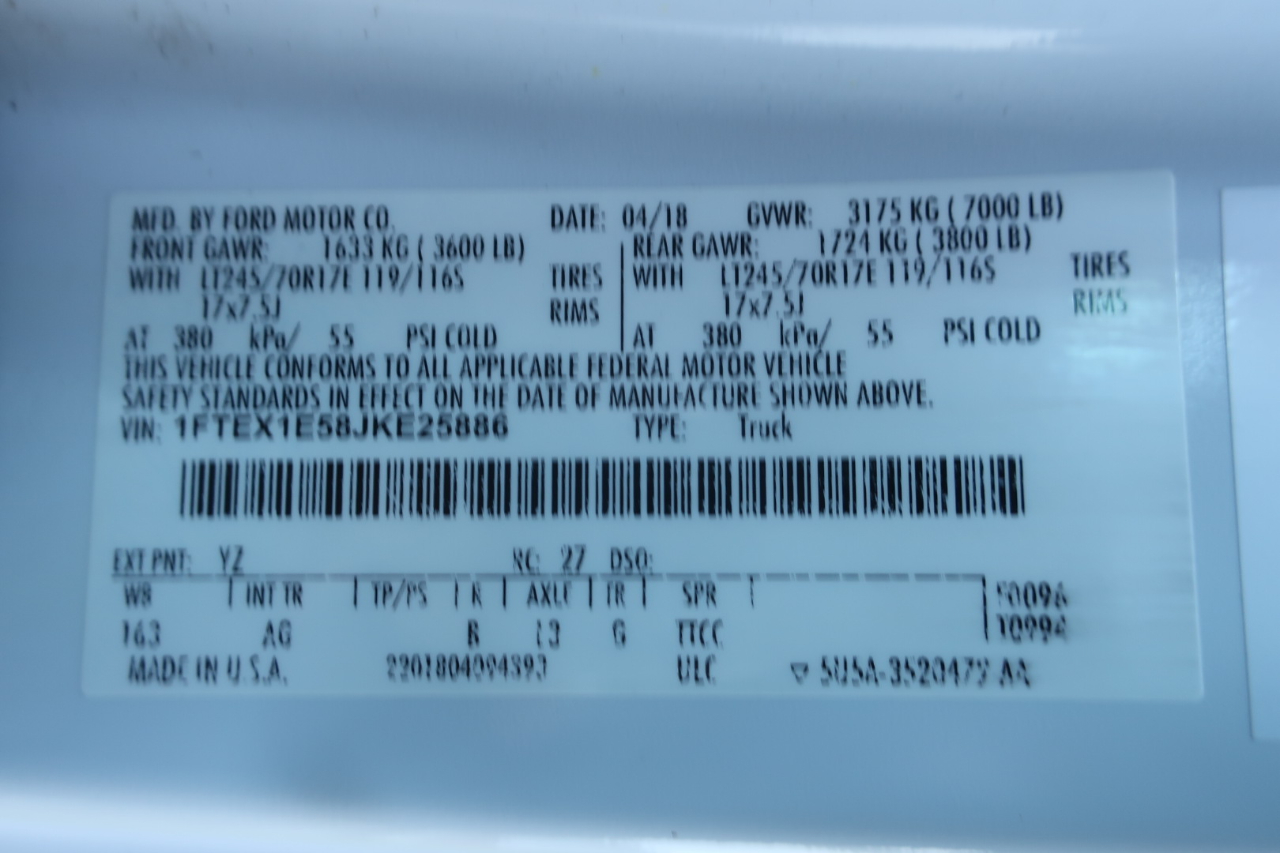 MFD. BY FORD MOTOR CO. DATE: 04/18 GVWR: 3175 KG ( 7000 LB)
FRONT GAWR: 1633 KG ( 3600 LB) REAR GAWR: 1724 KG ( 3800 LB)
WITH LT245/70R17E 119/116S TIRES WITH LT245/70R17E 119/116S TIRES
17x7.5J RIMS 17x7.5J RIMS
AT 380 kPa/ 55 PSI COLD AT 380 kPa/ 55 PSI COLD
THIS VEHICLE CONFORMS TO ALL APPLICABLE FEDERAL MOTOR VEHICLE
SAFETY STANDARDS IN EFFECT ON THE DATE OF MANUFACTURE SHOWN ABOVE.
VIN: 1FTEX1E58JKE25886 TYPE: Truck
EXT PNT: YZ RC: 27 DSO:
WB INT TR TP/PS R AXLE TR SPR
163 AG G TTCC
MADE IN U.S.A. ULC